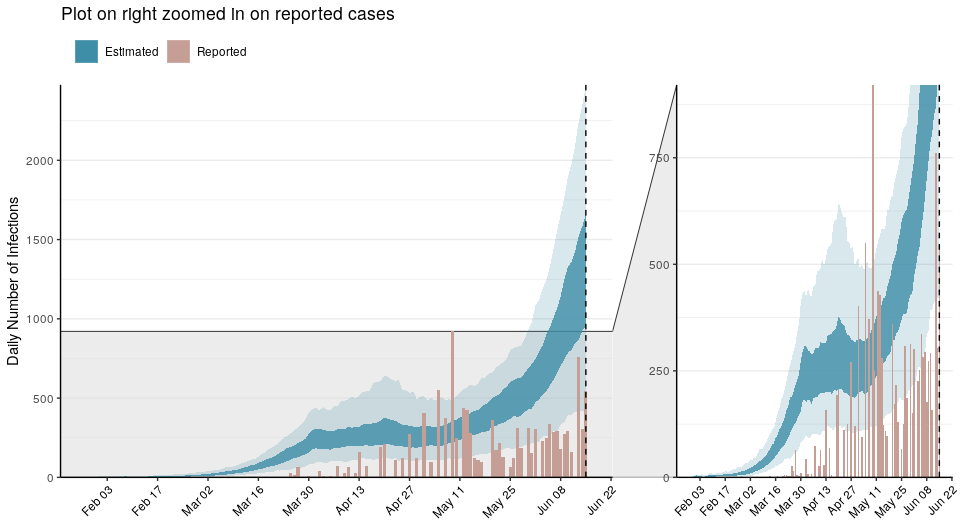 Plot on right zoomed in on reported cases
Estimated
Reported
Daily Number of Infections
2000
1500
1000
500
0
Feb 03
Feb 17
Mar 02
Mar 16
Mar 30
Apr 13
Apr 27
May 11
May 25
Jun 08
Jun 22
750
500
250
0
Feb 03
Feb 17
Mar 02
Mar 16
Mar 30
Apr 13
Apr 27
May 11
May 25
Jun 08
Jun 22